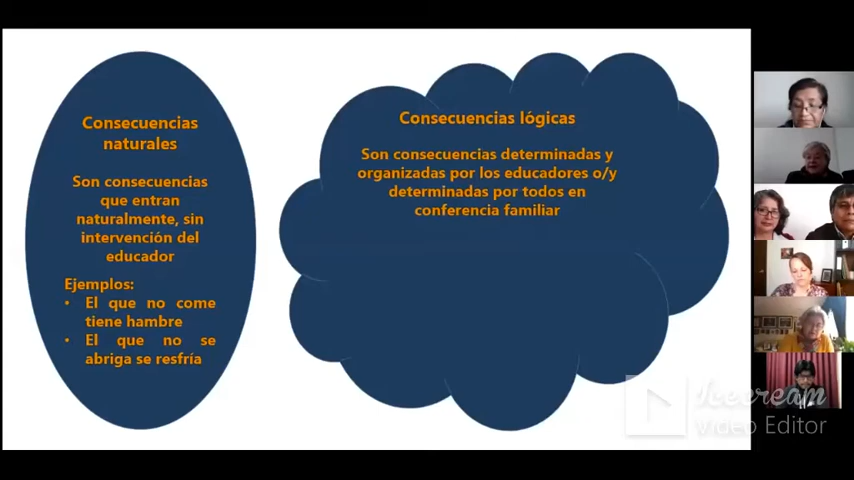 Consecuencias
naturales
Son consecuencias
que entran
naturalmente, sin
intervención del
educador
Ejemplos:
• El que no come
tiene hambre
• El que no se
abriga se resfría
Consecuencias lógicas
Son consecuencias determinadas y
organizadas por los educadores o/y
determinadas por todos en
conferencia familiar
Icecream
Video Editor